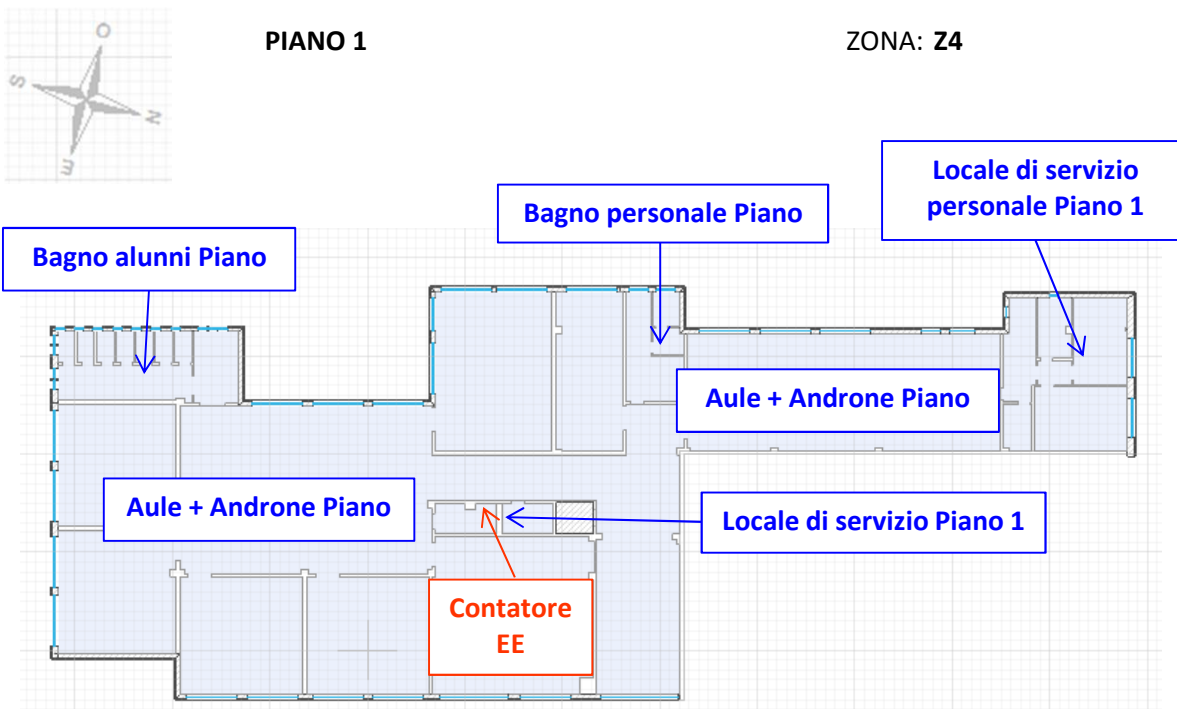 O
S
N
E
PIANO 1
ZONA: Z4
Locale di servizio
personale Piano 1
Bagno personale Piano
Bagno alunni Piano
Aule + Androne Piano
Aule + Androne Piano
Locale di servizio Piano 1
Contatore
EE